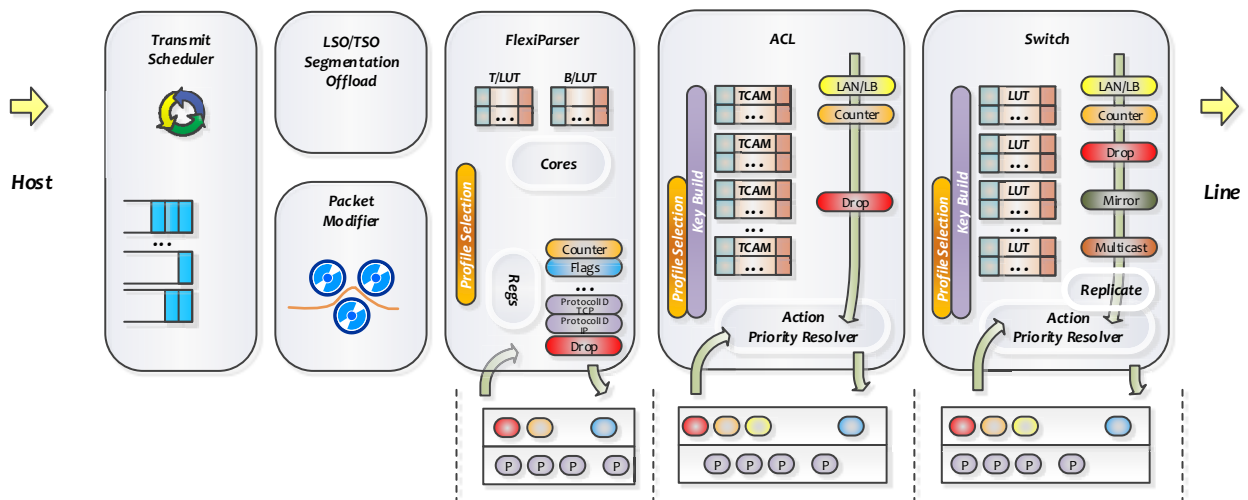 Host
Transmit
Scheduler
...
LSO/TSO
Segmentation
Offload
Packet
Modifier
FlexiParser
T/LUT
B/LUT
...
...
Cores
Profile Selection
Regs
Counter
Flags
...
ProtocolI D
TCP
ProtocolI D
IP
Drop
P P P P
ACL
Profile Selection
Key Build
TCAM
...
TCAM
...
TCAM
...
...
TCAM
...
LAN/LB
Counter
Drop
Action
Priority Resolver
P P P P
Switch
Profile Selection
Key Build
LUT
...
LUT
...
LUT
...
...
LUT
...
LAN/LB
Counter
Drop
Mirror
Multicast
Replicate
Action
Priority Resolver
P P P P
Line